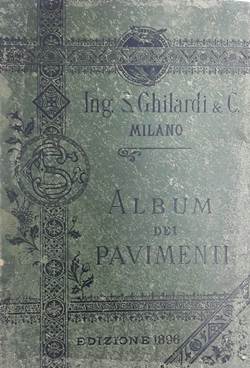 Ing. S. Ghilardi & C.
MILANO
ALBUM
DEI
PAVIMENTI
EDIZIONE 1896